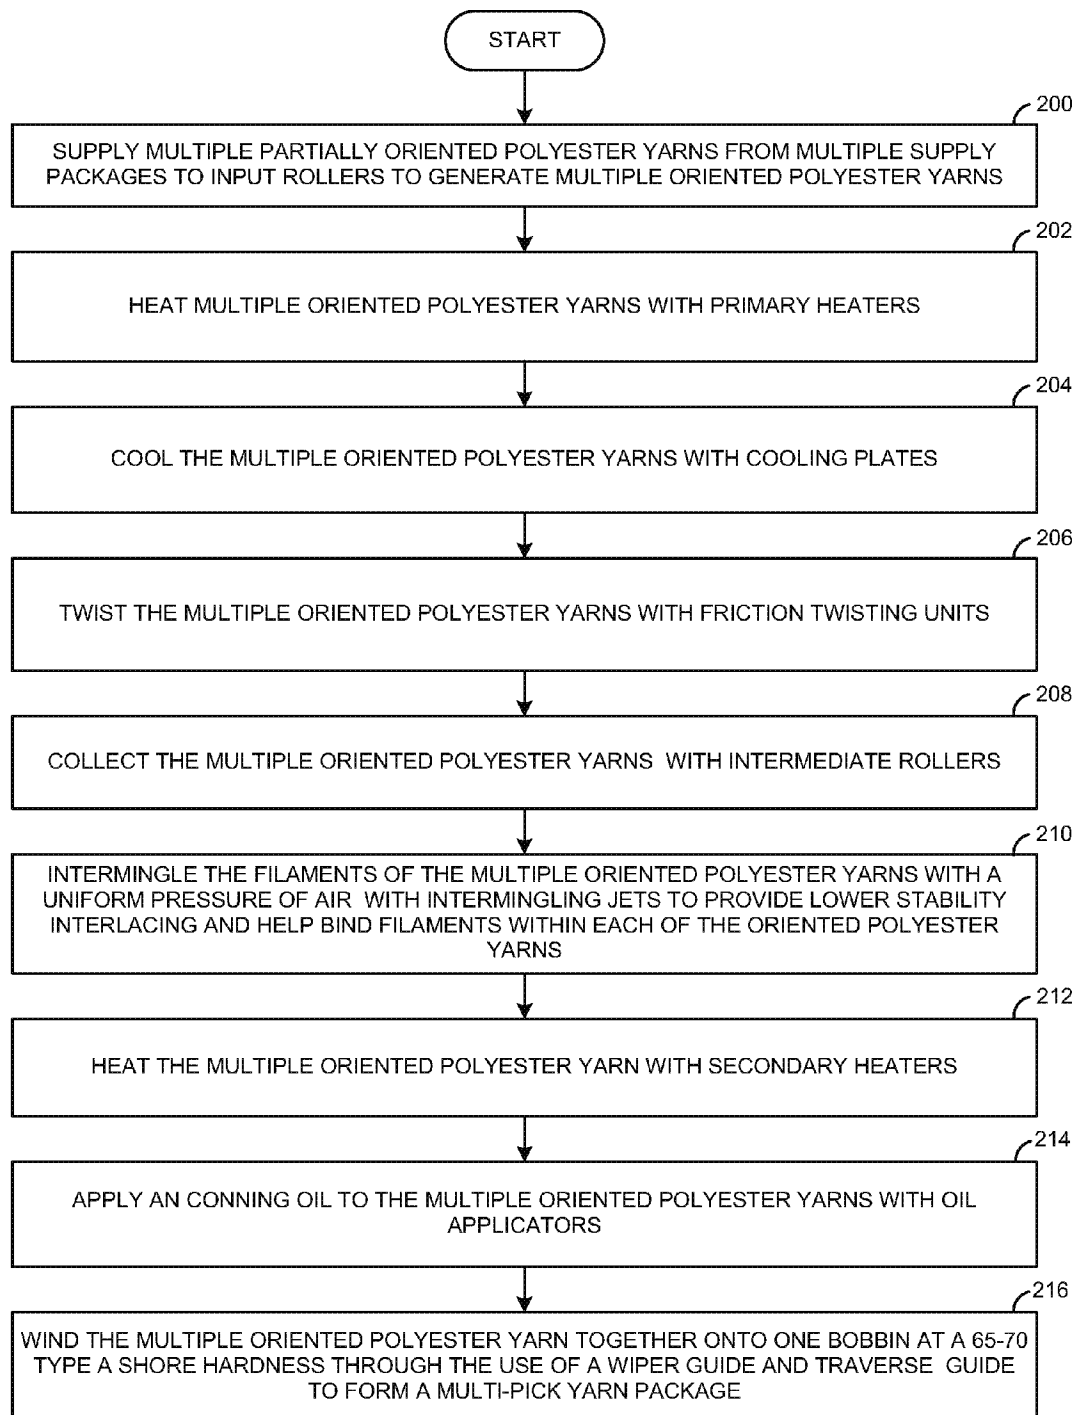 START
200
SUPPLY MULTIPLE PARTIALLY ORIENTED POLYESTER YARNS FROM MULTIPLE SUPPLY
PACKAGES TO INPUT ROLLERS TO GENERATE MULTIPLE ORIENTED POLYESTER YARNS
202
HEAT MULTIPLE ORIENTED POLYESTER YARNS WITH PRIMARY HEATERS
204
COOL THE MULTIPLE ORIENTED POLYESTER YARNS WITH COOLING PLATES
206
TWIST THE MULTIPLE ORIENTED POLYESTER YARNS WITH FRICTION TWISTING UNITS
208
COLLECT THE MULTIPLE ORIENTED POLYESTER YARNS WITH INTERMEDIATE ROLLERS
210
INTERMINGLE THE FILAMENTS OF THE MULTIPLE ORIENTED POLYESTER YARNS WITH A
UNIFORM PRESSURE OF AIR WITH INTERMINGLING JETS TO PROVIDE LOWER STABILITY
INTERLACING AND HELP BIND FILAMENTS WITHIN EACH OF THE ORIENTED POLYESTER
YARNS
212
HEAT THE MULTIPLE ORIENTED POLYESTER YARN WITH SECONDARY HEATERS
214
APPLY AN CONNING OIL TO THE MULTIPLE ORIENTED POLYESTER YARNS WITH OIL
APPLICATORS
216
WIND THE MULTIPLE ORIENTED POLYESTER YARN TOGETHER ONTO ONE BOBBIN AT A 65-70
TYPE A SHORE HARDNESS THROUGH THE USE OF A WIPER GUIDE AND TRAVERSE GUIDE
TO FORM A MULTI-PICK YARN PACKAGE